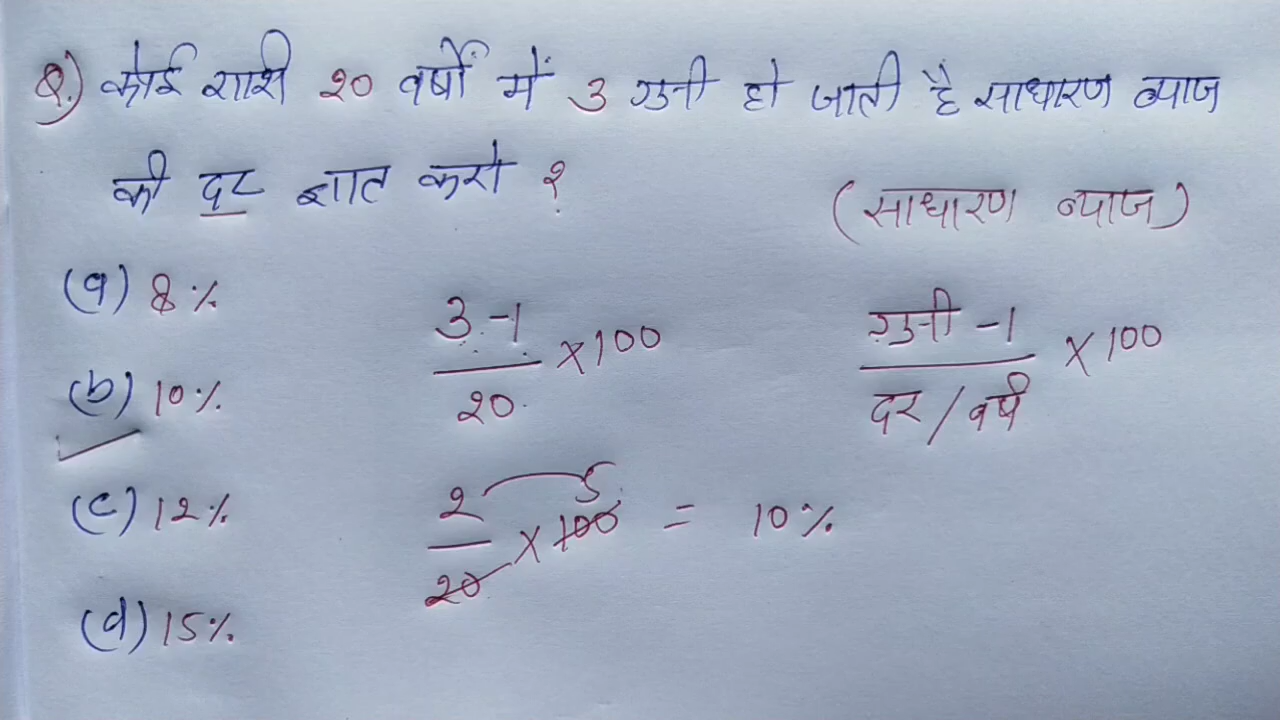 Q.) कोई राशी 20 वर्षों में 3 गुनी हो जाती है साधारण ब्याज
की दर ज्ञात करो ?
(साधारण ब्याज)
(a) 8%
3-1/20 × 100
गुनी -1/दर/वर्ष × 100
(b) 10%
(c) 12%
2/20 × 100 5 = 10%
(d) 15%